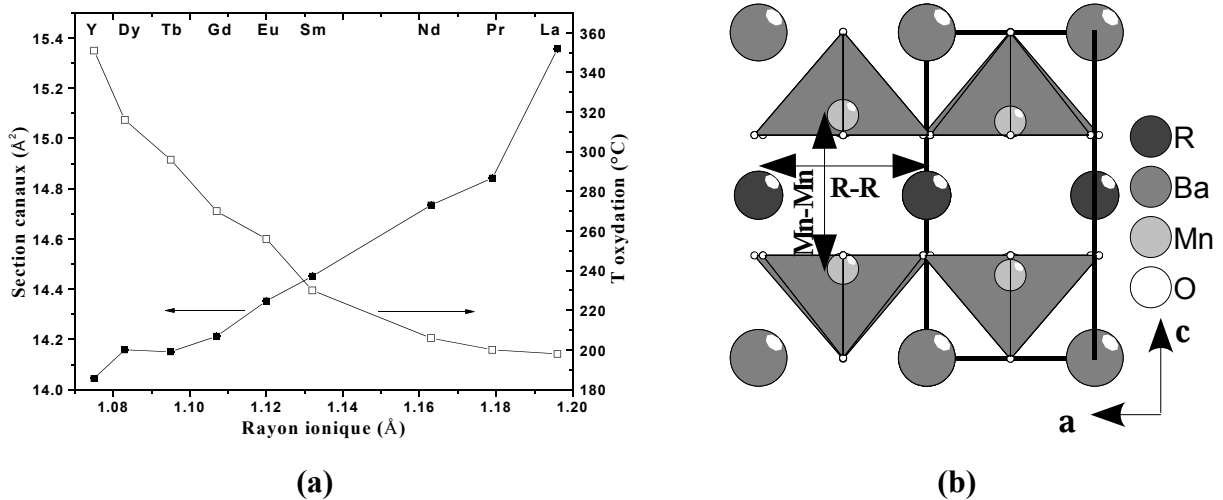 Y Dy Tb Gd Eu Sm Nd Pr La
15.4
15.2
15.0
14.8
14.6
14.4
14.2
14.0
Section canaux (Å²)
360
340
320
300
280
260
240
220
200
180
T oxydation (°C)
1.08 1.10 1.12 1.14 1.16 1.18 1.20
Rayon ionique (Å)
(a)
R-R
Mn-Mn
R
Ba
Mn
O
c
a
(b)